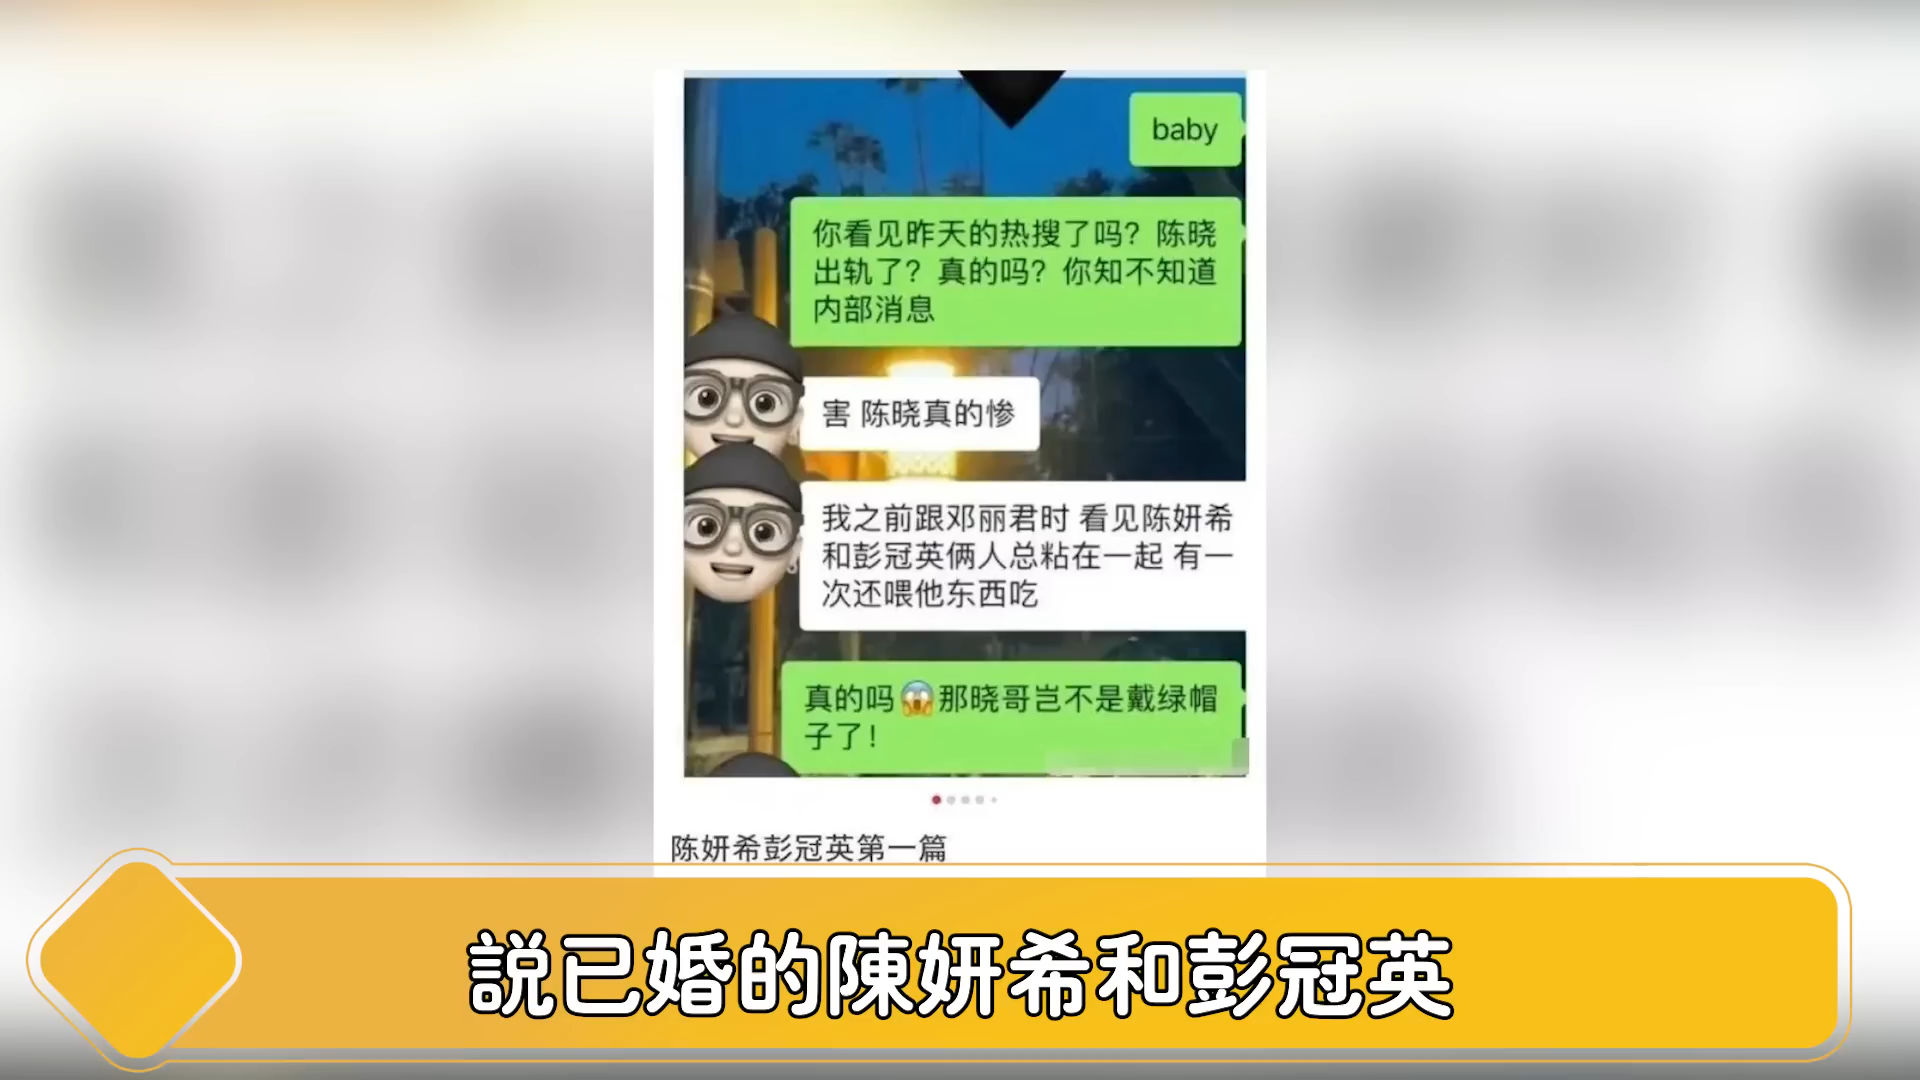 baby
你看见昨天的热搜了吗？陈晓
出轨了？真的吗？你知不知道
内部消息
害 陈晓真的惨
我之前跟邓丽君时 看见陈妍希
和彭冠英俩人总粘在一起 有一
次还喂他东西吃
真的吗😱那晓哥岂不是戴绿帽
子了！
陈妍希彭冠英第一篇
説已婚的陳妍希和彭冠英